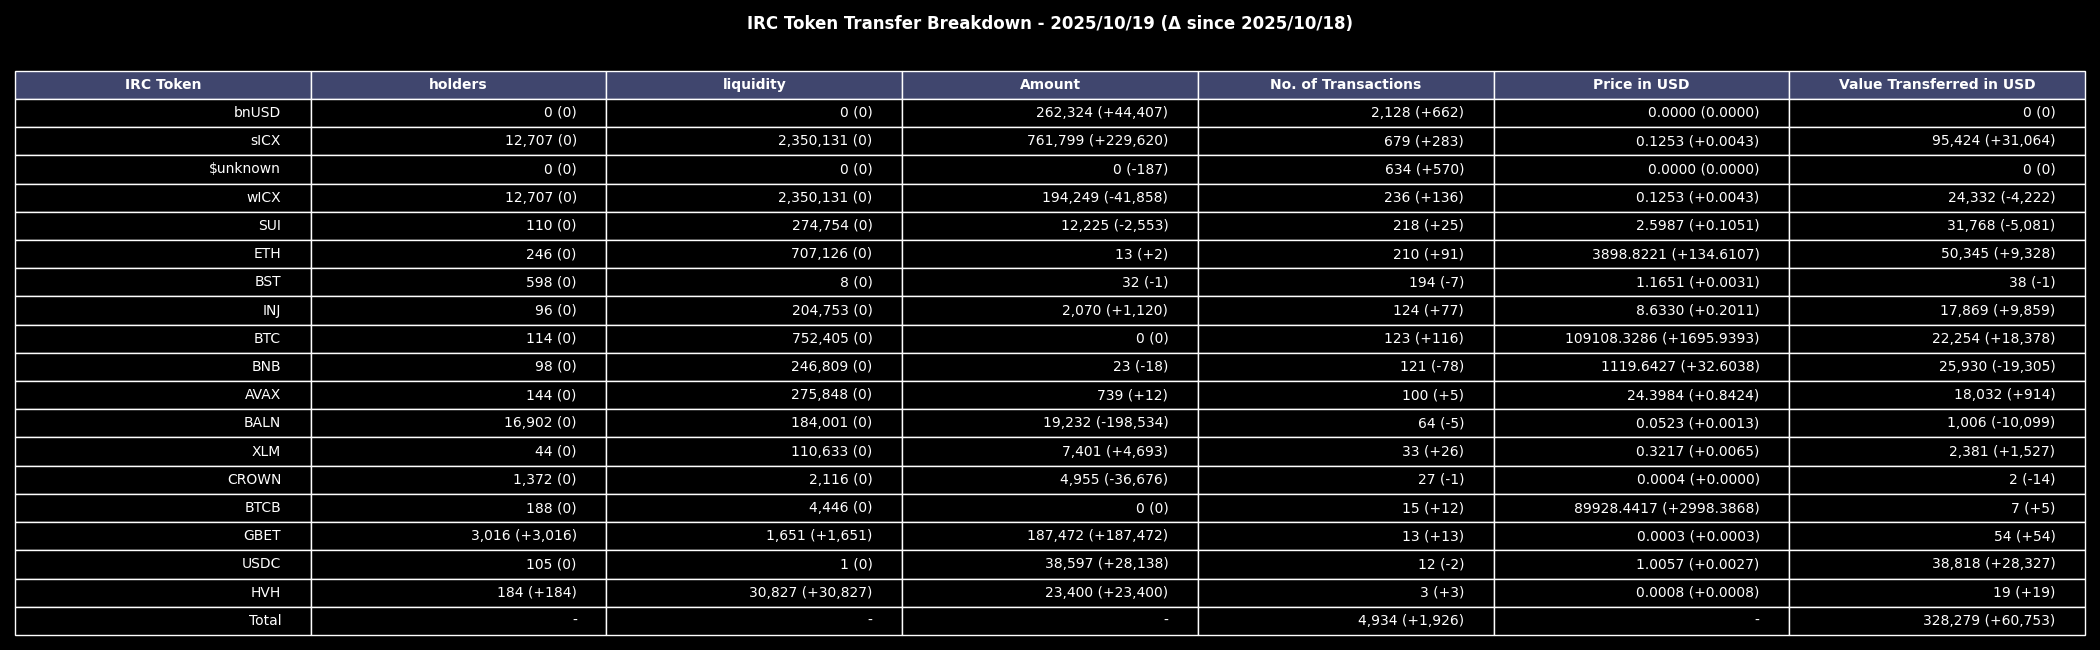 IRC Token Transfer Breakdown - 2025/10/19 (Δ since 2025/10/18)
IRC Token holders liquidity Amount No. of Transactions Price in USD Value Transferred in USD
bnUSD 0 (0) 0 (0) 262,324 (+44,407) 2,128 (+662) 0.0000 (0.0000) 0 (0)
sICX 12,707 (0) 2,350,131 (0) 761,799 (+229,620) 679 (+283) 0.1253 (+0.0043) 95,424 (+31,064)
$unknown 0 (0) 0 (0) 0 (-187) 634 (+570) 0.0000 (0.0000) 0 (0)
wICX 12,707 (0) 2,350,131 (0) 194,249 (-41,858) 236 (+136) 0.1253 (+0.0043) 24,332 (-4,222)
SUI 110 (0) 274,754 (0) 12,225 (-2,553) 218 (+25) 2.5987 (+0.1051) 31,768 (-5,081)
ETH 246 (0) 707,126 (0) 13 (+2) 210 (+91) 3898.8221 (+134.6107) 50,345 (+9,328)
BST 598 (0) 8 (0) 32 (-1) 194 (-7) 1.1651 (+0.0031) 38 (-1)
INJ 96 (0) 204,753 (0) 2,070 (+1,120) 124 (+77) 8.6330 (+0.2011) 17,869 (+9,859)
BTC 114 (0) 752,405 (0) 0 (0) 123 (+116) 109108.3286 (+1695.9393) 22,254 (+18,378)
BNB 98 (0) 246,809 (0) 23 (-18) 121 (-78) 1119.6427 (+32.6038) 25,930 (-19,305)
AVAX 144 (0) 275,848 (0) 739 (+12) 100 (+5) 24.3984 (+0.8424) 18,032 (+914)
BALN 16,902 (0) 184,001 (0) 19,232 (-198,534) 64 (-5) 0.0523 (+0.0013) 1,006 (-10,099)
XLM 44 (0) 110,633 (0) 7,401 (+4,693) 33 (+26) 0.3217 (+0.0065) 2,381 (+1,527)
CROWN 1,372 (0) 2,116 (0) 4,955 (-36,676) 27 (-1) 0.0004 (+0.0000) 2 (-14)
BTCB 188 (0) 4,446 (0) 0 (0) 15 (+12) 89928.4417 (+2998.3868) 7 (+5)
GBET 3,016 (+3,016) 1,651 (+1,651) 187,472 (+187,472) 13 (+13) 0.0003 (+0.0003) 54 (+54)
USDC 105 (0) 1 (0) 38,597 (+28,138) 12 (-2) 1.0057 (+0.0027) 38,818 (+28,327)
HVH 184 (+184) 30,827 (+30,827) 23,400 (+23,400) 3 (+3) 0.0008 (+0.0008) 19 (+19)
Total - - - 4,934 (+1,926) - 328,279 (+60,753)